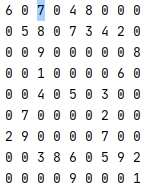 6 0 7 0 4 8 0 0 0
0 5 8 0 7 3 4 2 0
0 0 9 0 0 0 0 0 8
0 0 1 0 0 0 0 6 0
0 0 4 0 5 0 3 0 0
0 7 0 0 0 0 2 0 0
2 9 0 0 0 0 7 0 0
0 0 3 8 6 0 5 9 2
0 0 0 0 9 0 0 0 1